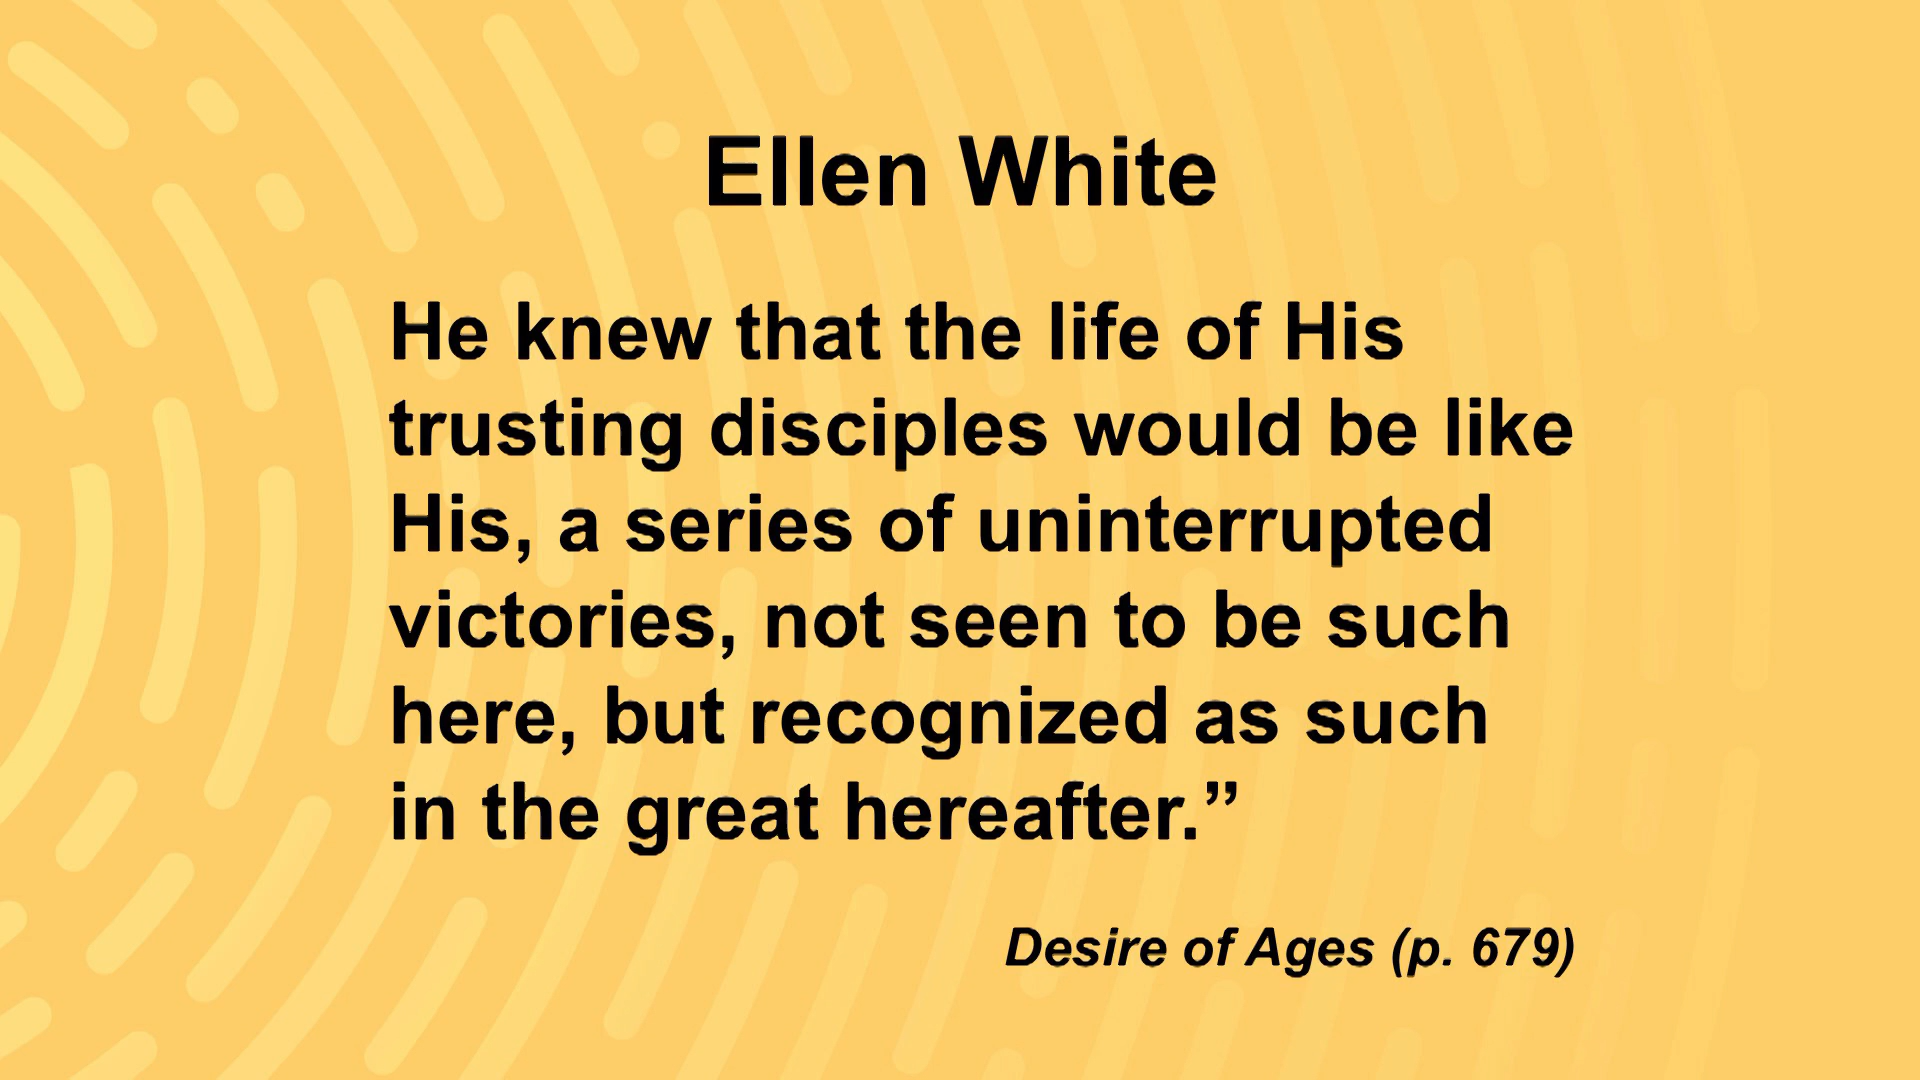 Ellen White
He knew that the life of His
trusting disciples would be like
His, a series of uninterrupted
victories, not seen to be such
here, but recognized as such
in the great hereafter.”
Desire of Ages (p. 679)